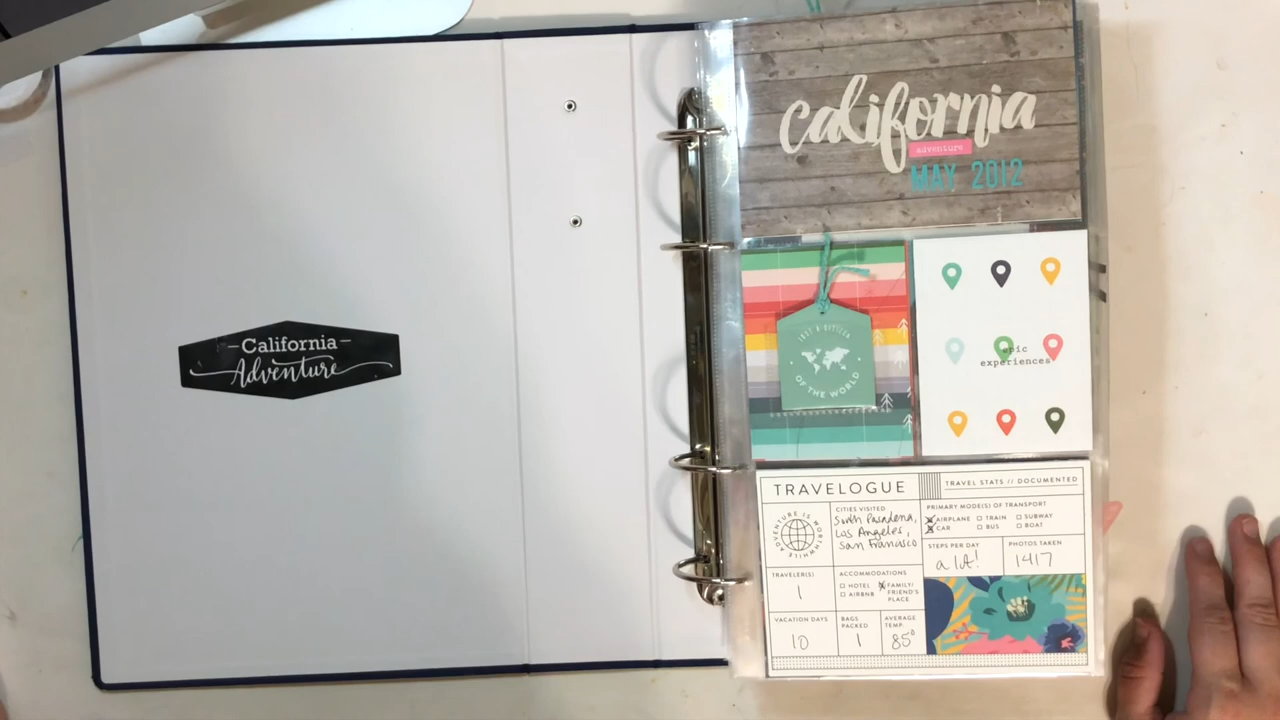 California
Adventure
california
adventure
MAY 2012
JUST A CITIZEN
OF THE WORLD
epic
experiences
TRAVELOGUE
TRAVEL STATS // DOCUMENTED
ADVENTURE IS WORTHWHILE
CITIES VISITED
South Pasadena,
Los Angeles,
San Francisco
PRIMARY MODE(S) OF TRANSPORT
AIRPLANE TRAIN SUBWAY
CAR BUS BOAT
STEPS PER DAY
a lot!
PHOTOS TAKEN
1417
TRAVELER(S)
1
ACCOMMODATIONS
HOTEL FAMILY/
AIRBNB FRIEND'S
PLACE
VACATION DAYS
10
BAGS
PACKED
1
AVERAGE
TEMP.
85°